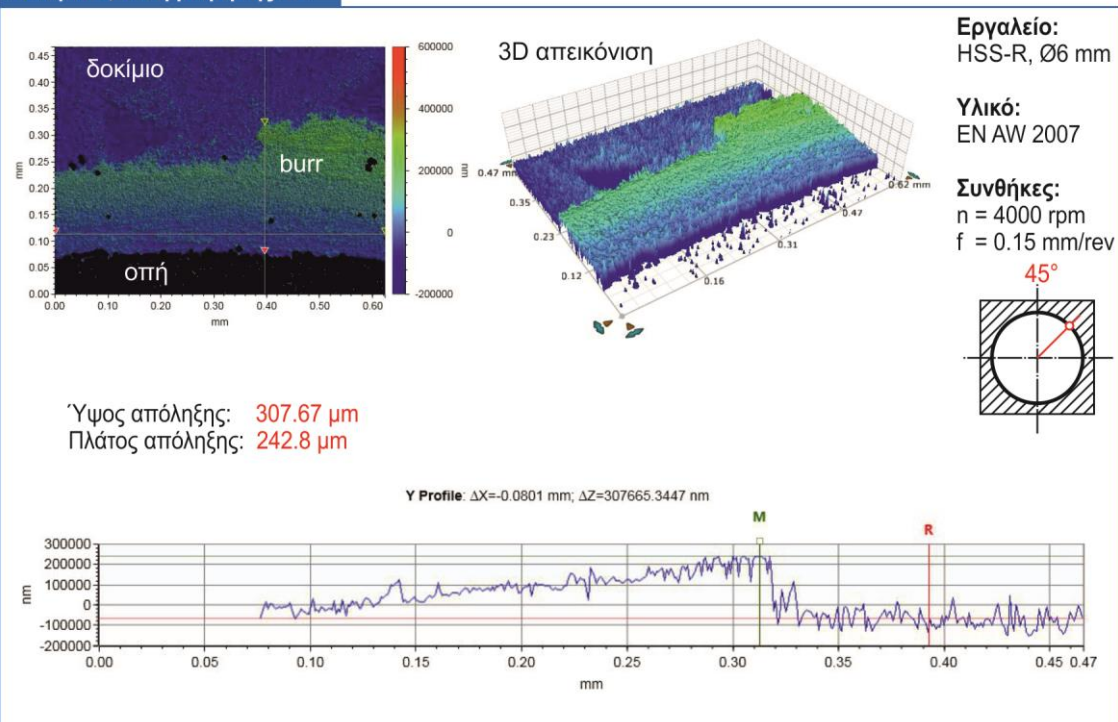 δοκίμιο
burr
οπή
0.45
0.40
0.35
0.30
0.25
0.20
0.15
0.10
0.05
0.00
mm
0.00 0.10 0.20 0.30 0.40 0.50 0.60
mm
600000
400000
200000
0
-200000
nm
3D απεικόνιση
0.47 mm
0.35
0.23
0.12
0.16
0.31
0.47
0.62 mm
Εργαλείο:
HSS-R, Ø6 mm
Υλικό:
EN AW 2007
Συνθήκες:
n = 4000 rpm
f = 0.15 mm/rev
45°
Ύψος απόληξης: 307.67 μm
Πλάτος απόληξης: 242.8 μm
Y Profile: ΔX=-0.0801 mm; ΔZ=307665.3447 nm
M
R
300000
200000
100000
0
-100000
-200000
nm
0.00 0.05 0.10 0.15 0.20 0.25 0.30 0.35 0.40 0.45 0.47
mm